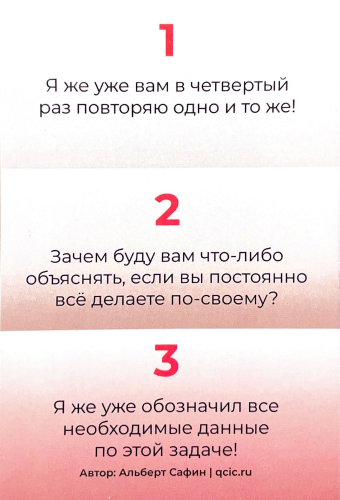 1
Я же уже вам в четвертый
раз повторяю одно и то же!
2
Зачем буду вам что-либо
объяснять, если вы постоянно
всё делаете по-своему?
3
Я же уже обозначил все
необходимые данные
по этой задаче!
Автор: Альберт Сафин | qcic.ru